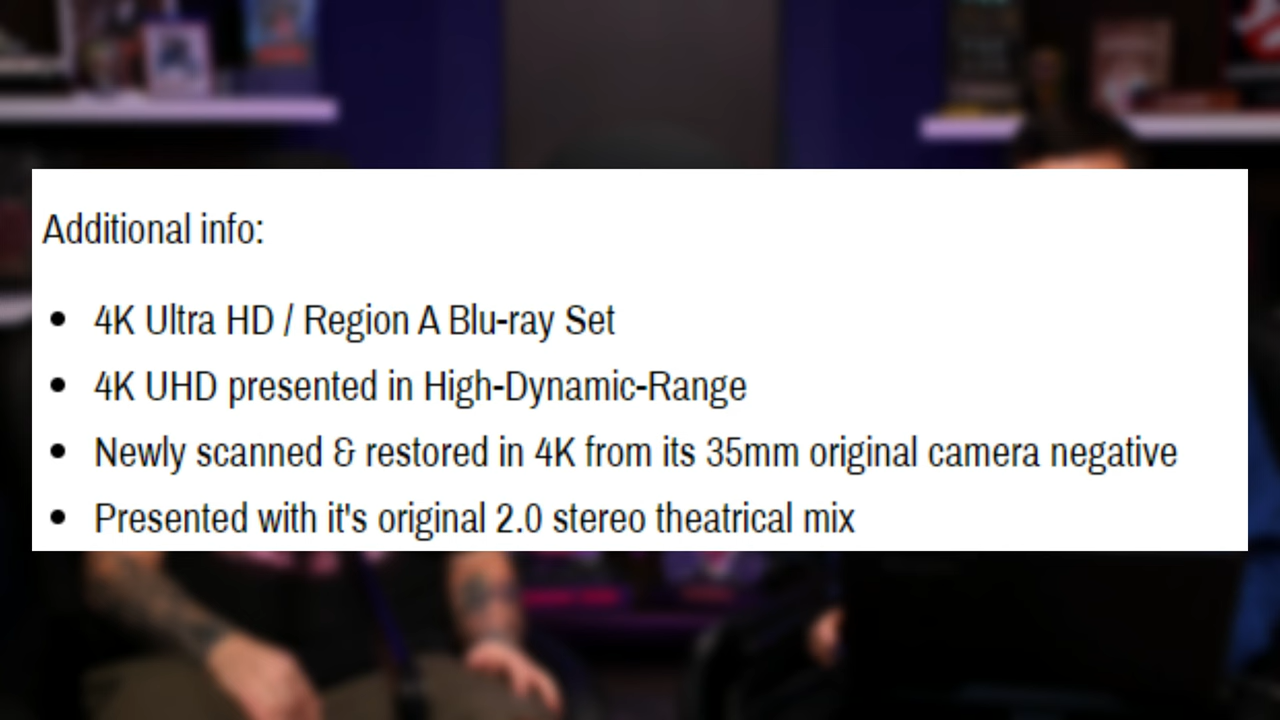 Additional info:
• 4K Ultra HD / Region A Blu-ray Set
• 4K UHD presented in High-Dynamic-Range
• Newly scanned & restored in 4K from its 35mm original camera negative
• Presented with it's original 2.0 stereo theatrical mix